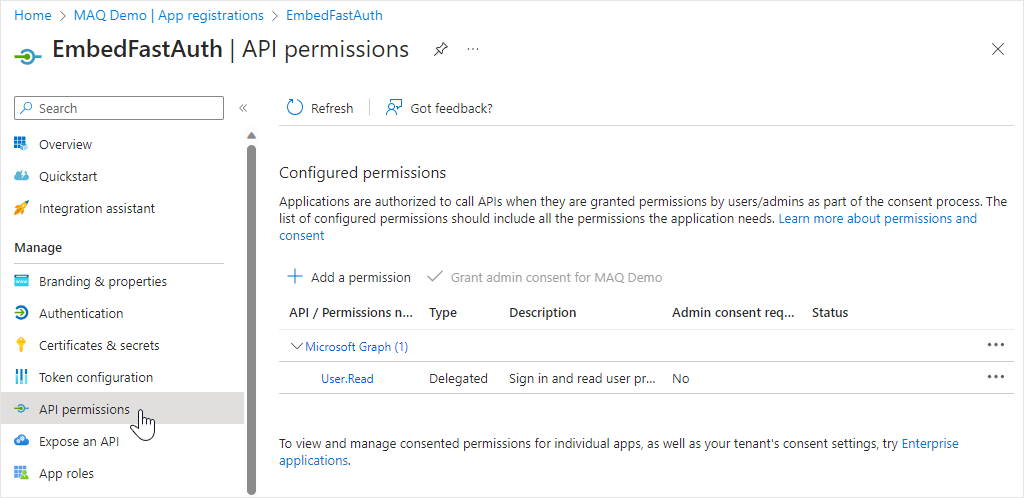 Home > MAQ Demo | App registrations > EmbedFastAuth
EmbedFastAuth | API permissions ...
Search
Overview
Quickstart
Integration assistant
Manage
Branding & properties
Authentication
Certificates & secrets
Token configuration
API permissions
Expose an API
App roles
Refresh
Got feedback?
Configured permissions
Applications are authorized to call APIs when they are granted permissions by users/admins as part of the consent process. The
list of configured permissions should include all the permissions the application needs. Learn more about permissions and
consent
Add a permission
Grant admin consent for MAQ Demo
API / Permissions n... Type Description Admin consent req... Status
Microsoft Graph (1)
User.Read Delegated Sign in and read user pr... No
To view and manage consented permissions for individual apps, as well as your tenant's consent settings, try Enterprise
applications.